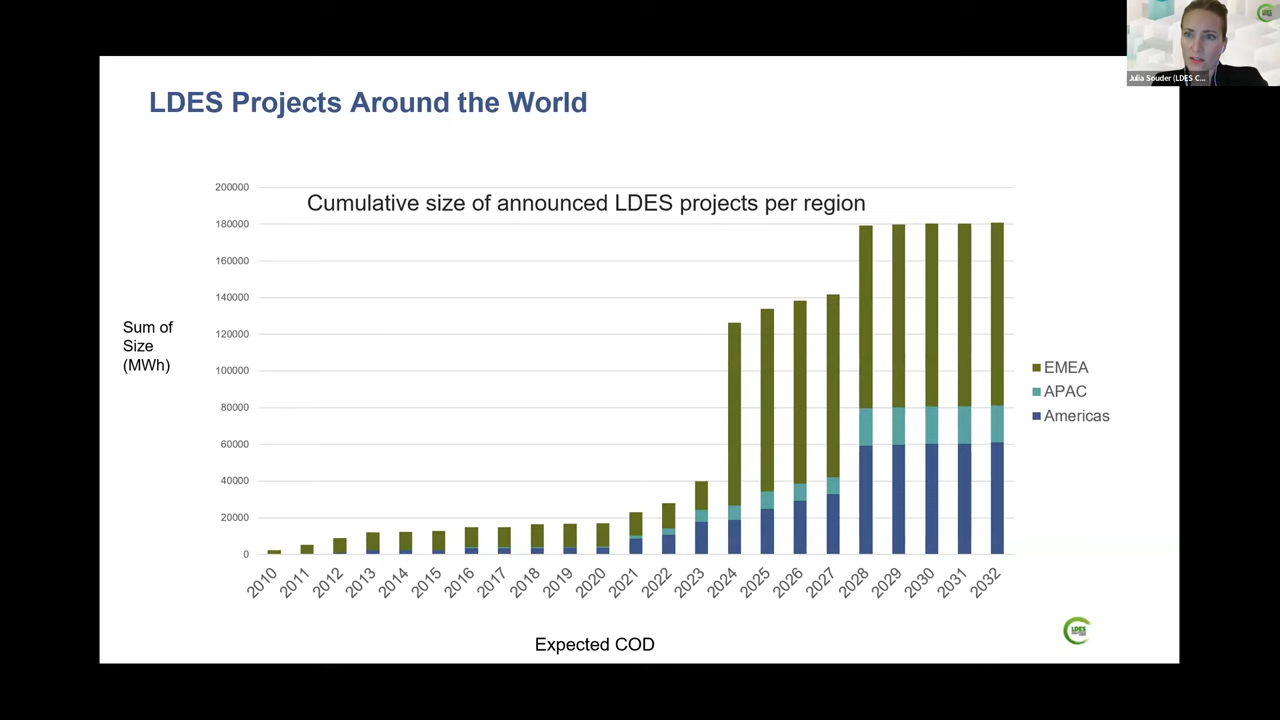 Julia Souder (LDES C...
LDES Projects Around the World
Cumulative size of announced LDES projects per region
200000
180000
160000
140000
120000
100000
80000
60000
40000
20000
0
Sum of
Size
(MWh)
EMEA
APAC
Americas
2010 2011 2012 2013 2014 2015 2016 2017 2018 2019 2020 2021 2022 2023 2024 2025 2026 2027 2028 2029 2030 2031 2032
Expected COD
LDES